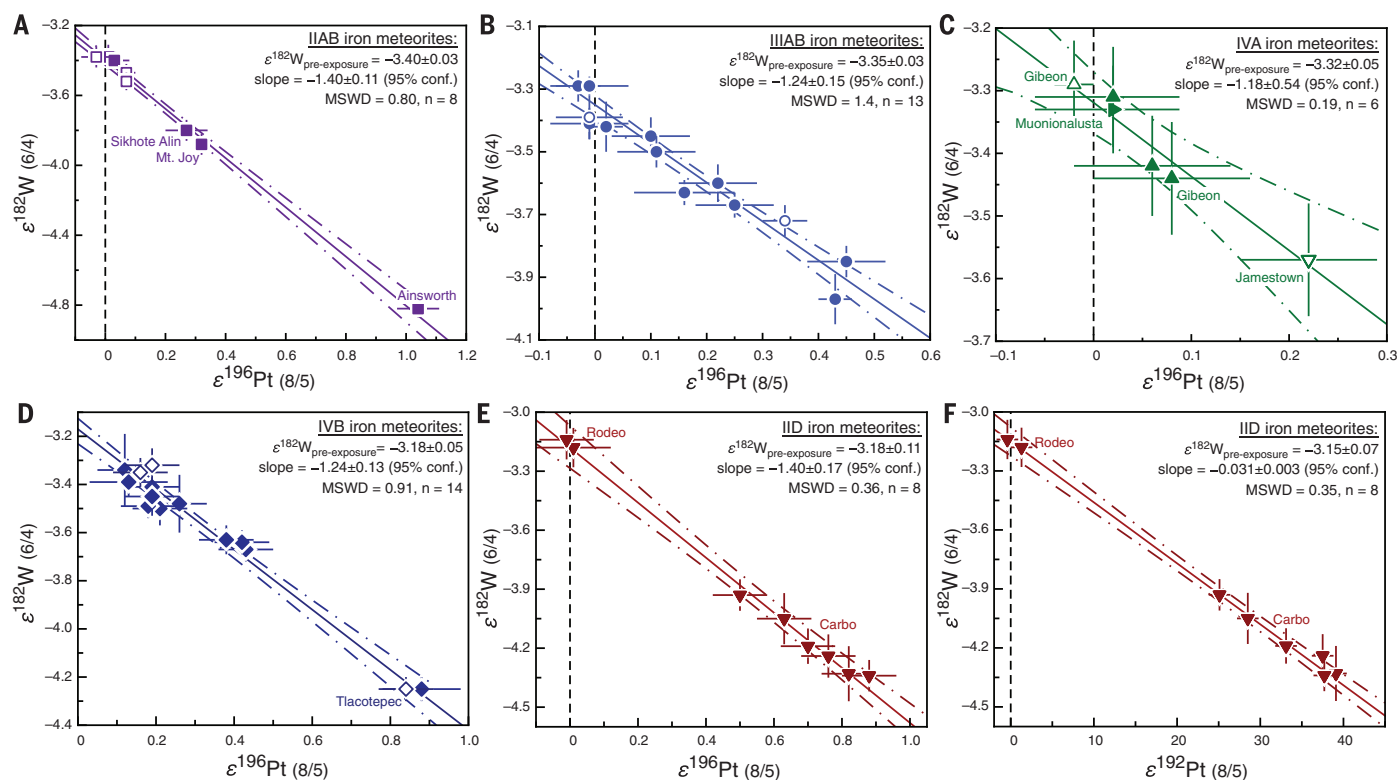 A
IIAB iron meteorites:
ε182Wpre-exposure = −3.40±0.03
slope = −1.40±0.11 (95% conf.)
MSWD = 0.80, n = 8
Sikhote Alin
Mt. Joy
Ainsworth
−3.2
−3.6
−4.0
−4.4
−4.8
ε182W (6/4)
0 0.2 0.4 0.6 0.8 1.0 1.2
ε196Pt (8/5)
B
IIIAB iron meteorites:
ε182Wpre-exposure = −3.35±0.03
slope = −1.24±0.15 (95% conf.)
MSWD = 1.4, n = 13
−3.1
−3.3
−3.5
−3.7
−3.9
−4.1
ε182W (6/4)
−0.1 0 0.1 0.2 0.3 0.4 0.5 0.6
ε196Pt (8/5)
C
IVA iron meteorites:
ε182Wpre-exposure = −3.32±0.05
slope = −1.18±0.54 (95% conf.)
MSWD = 0.19, n = 6
Gibeon
Muonionalusta
Gibeon
Jamestown
−3.2
−3.3
−3.4
−3.5
−3.6
−3.7
ε182W (6/4)
−0.1 0 0.1 0.2 0.3
ε196Pt (8/5)
D
IVB iron meteorites:
ε182Wpre-exposure = −3.18±0.05
slope = −1.24±0.13 (95% conf.)
MSWD = 0.91, n = 14
Tlacotepec
−3.2
−3.4
−3.6
−3.8
−4.0
−4.2
−4.4
ε182W (6/4)
0 0.2 0.4 0.6 0.8 1.0
ε196Pt (8/5)
E
IID iron meteorites:
ε182Wpre-exposure = −3.18±0.11
slope = −1.40±0.17 (95% conf.)
MSWD = 0.36, n = 8
Rodeo
Carbo
−3.0
−3.3
−3.6
−3.9
−4.2
−4.5
ε182W (6/4)
0 0.2 0.4 0.6 0.8 1.0
ε196Pt (8/5)
F
IID iron meteorites:
ε182Wpre-exposure = −3.15±0.07
slope = −0.031±0.003 (95% conf.)
MSWD = 0.35, n = 8
Rodeo
Carbo
−3.0
−3.3
−3.6
−3.9
−4.2
−4.5
ε182W (6/4)
0 10 20 30 40
ε192Pt (8/5)